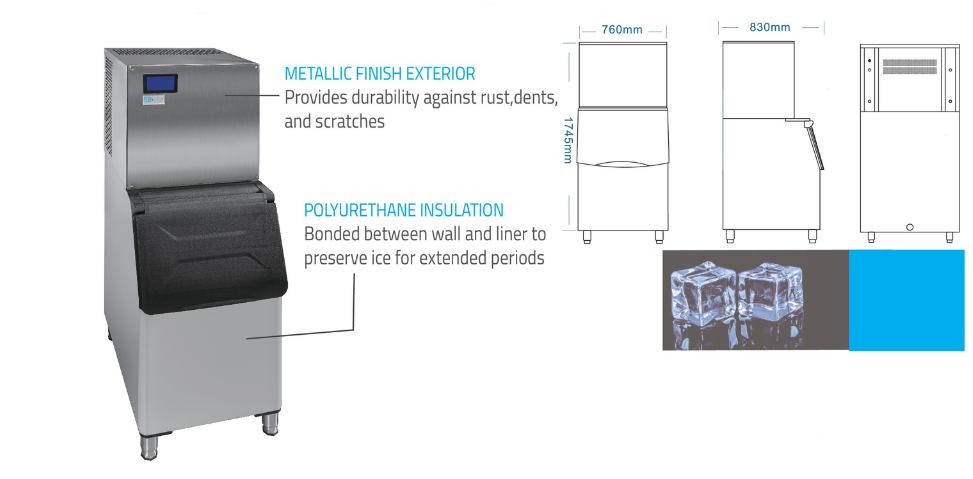 760mm
830mm
METALLIC FINISH EXTERIOR
Provides durability against rust,dents,
and scratches
1745mm
POLYURETHANE INSULATION
Bonded between wall and liner to
preserve ice for extended periods